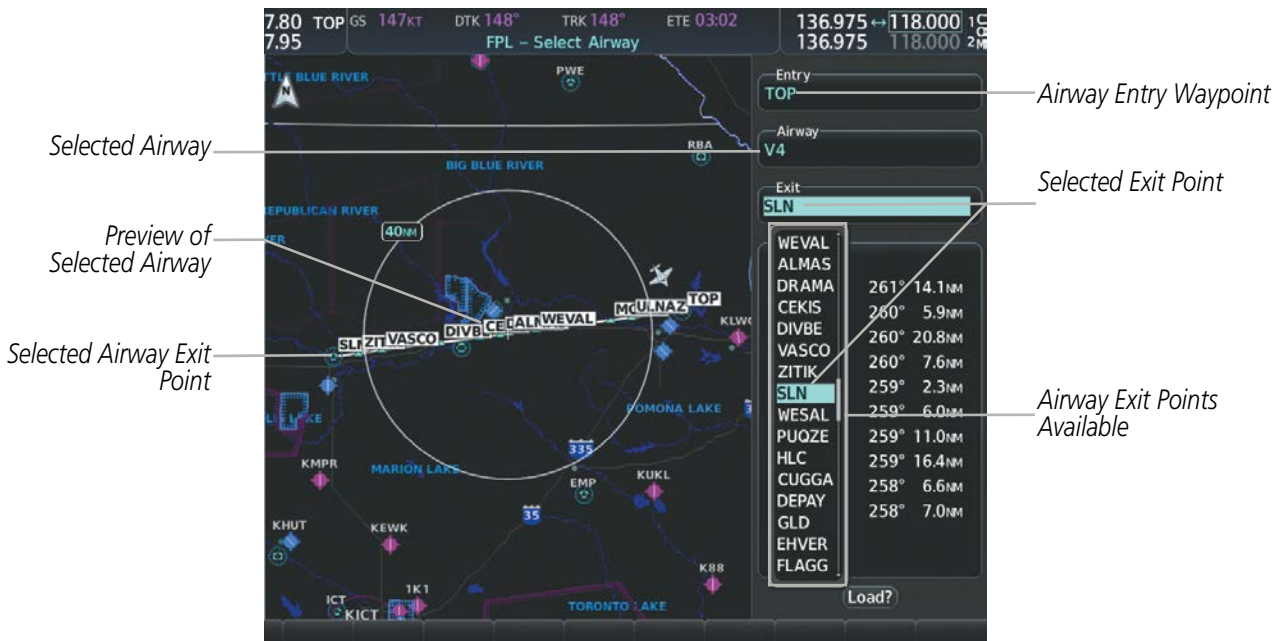 7.80 TOP GS 147KT DTK 148° TRK 148° ETE 03:02 136.975 ↔ 118.000 1
7.95 FPL – Select Airway 136.975 118.000 2
BLUE RIVER
N
PWE
RBA
BIG BLUE RIVER
REPUBLICAN RIVER
VER
40NM
TOP
WEVAL
VASCO
DIVB
ZIT
KLW
LAKE
POMONA LAKE
335
KMPR
MARION LAKE
EMP
KUKL
35
KHUT
KEWK
K88
1K1
ICT
KICT
TORONTO LAKE
Entry
TOP
Airway
V4
Exit
SLN
WEVAL
ALMAS
DRAMA 261° 14.1NM
CEKIS 260° 5.9NM
DIVBE 260° 20.8NM
VASCO 260° 7.6NM
ZITIK
SLN 259° 2.3NM
WESAL 259° 6.0NM
PUQZE 259° 11.0NM
HLC 259° 16.4NM
CUGGA 258° 6.6NM
DEPAY 258° 7.0NM
GLD
EHVER
FLAGG
Load?
Selected Airway
Preview of
Selected Airway
Selected Airway Exit
Point
Airway Entry Waypoint
Selected Exit Point
Airway Exit Points
Available